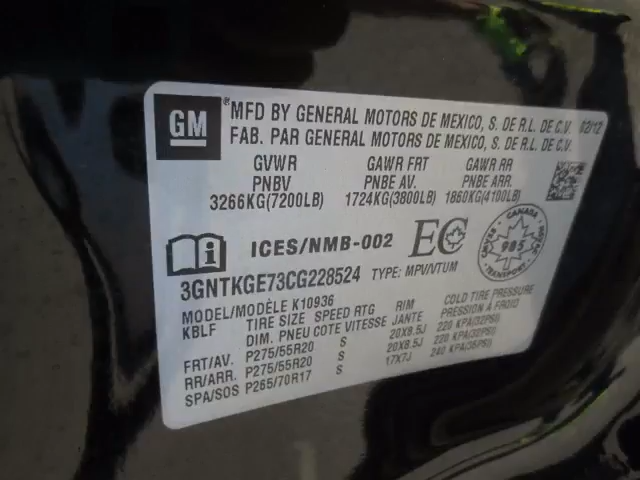 GM
® MFD BY GENERAL MOTORS DE MEXICO, S. DE R.L. DE C.V. 02/12
FAB. PAR GENERAL MOTORS DE MEXICO, S. DE R.L. DE C.V.
GVWR GAWR FRT GAWR RR
PNBV PNBE AV. PNBE ARR.
3266KG(7200LB) 1724KG(3800LB) 1860KG(4100LB)
ICES/NMB-002 EC CANADA 905
3GNTKGE73CG228524 TYPE: MPV/VTUM
MODEL/MODÈLE K10936
KBLF TIRE SIZE SPEED RTG RIM COLD TIRE PRESSURE
DIM. PNEU COTE VITESSE JANTE PRESSION À FROID
FRT/AV. P275/55R20 S 20X8.5J 220 KPA(32PSI)
RR/ARR. P275/55R20 S 20X8.5J 220 KPA(32PSI)
SPA/SOS P265/70R17 S 17X7J 240 KPA(35PSI)